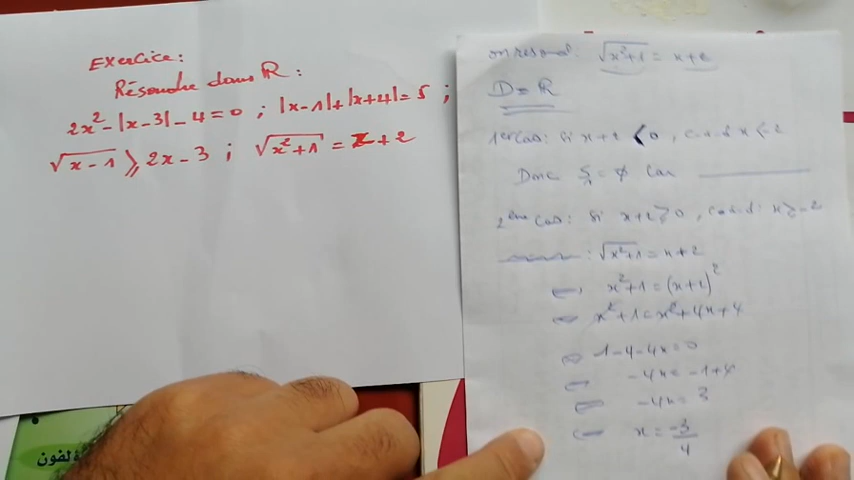 Exercice:
Résoudre dans R:
2x² - |x-3| - 4 = 0 ; |x-1| + |x+4| = 5 ;
√(x-1) ⩾ 2x-3 ; √(x²+1) = x+2
on résoud: √(x²+1) = x+2
D = R
1er cas: si x+2 < 0, c-à-d x < -2
Donc S₁ = ∅ car
2ème cas: Si x+2 ⩾ 0, c-à-d: x ⩾ -2
: √(x²+1) = x+2
x²+1 = (x+2)²
x²+1 = x²+4x+4
1-4-4x = 0
-4x = -1+4
-4x = 3
x = -3/4
ؤلفون